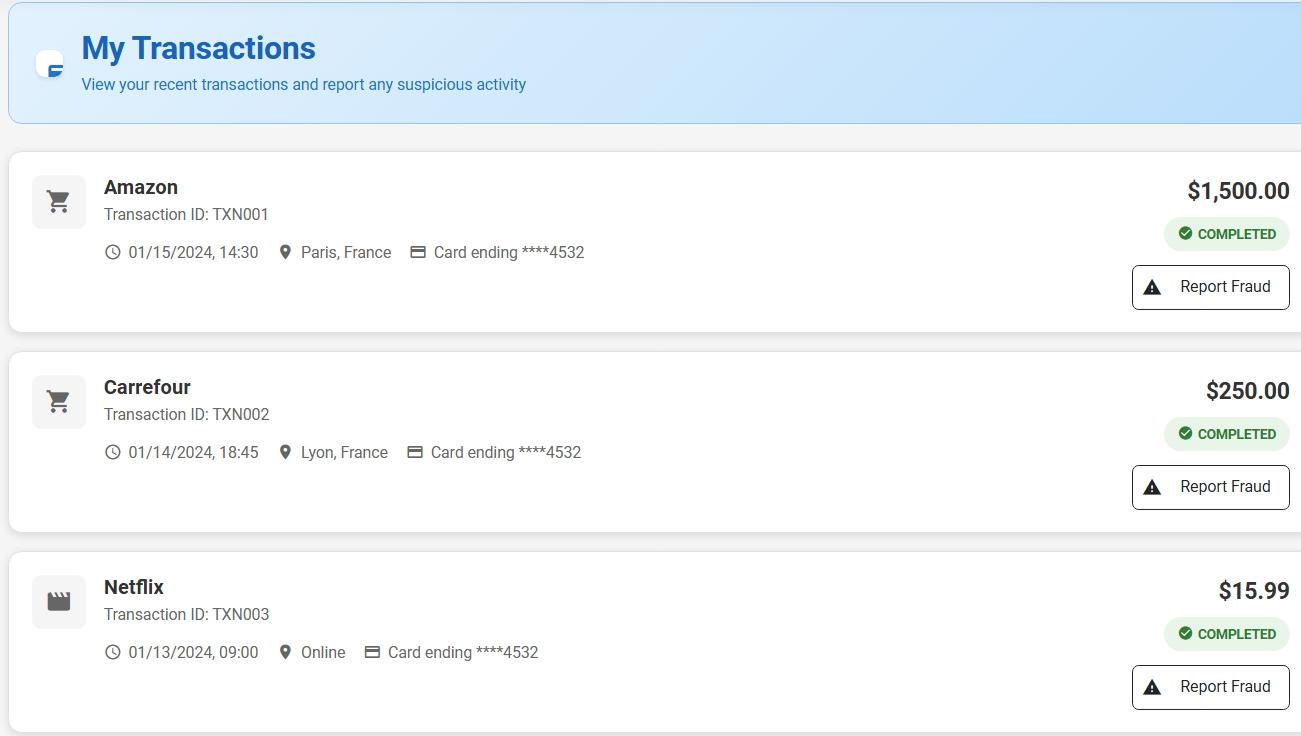 My Transactions
View your recent transactions and report any suspicious activity
Amazon
$1,500.00
Transaction ID: TXN001
COMPLETED
01/15/2024, 14:30 Paris, France Card ending ****4532
Report Fraud
Carrefour
$250.00
Transaction ID: TXN002
COMPLETED
01/14/2024, 18:45 Lyon, France Card ending ****4532
Report Fraud
Netflix
$15.99
Transaction ID: TXN003
COMPLETED
01/13/2024, 09:00 Online Card ending ****4532
Report Fraud